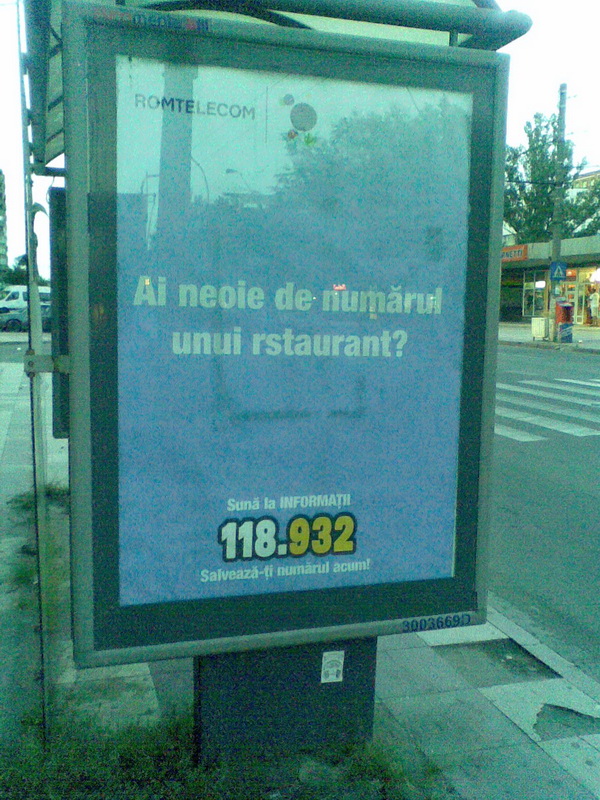 ROMTELECOM
Ai neoie de numărul
unui rstaurant?
Sună la INFORMAȚII
118.932
Salvează-ți numărul acum!
3003669D